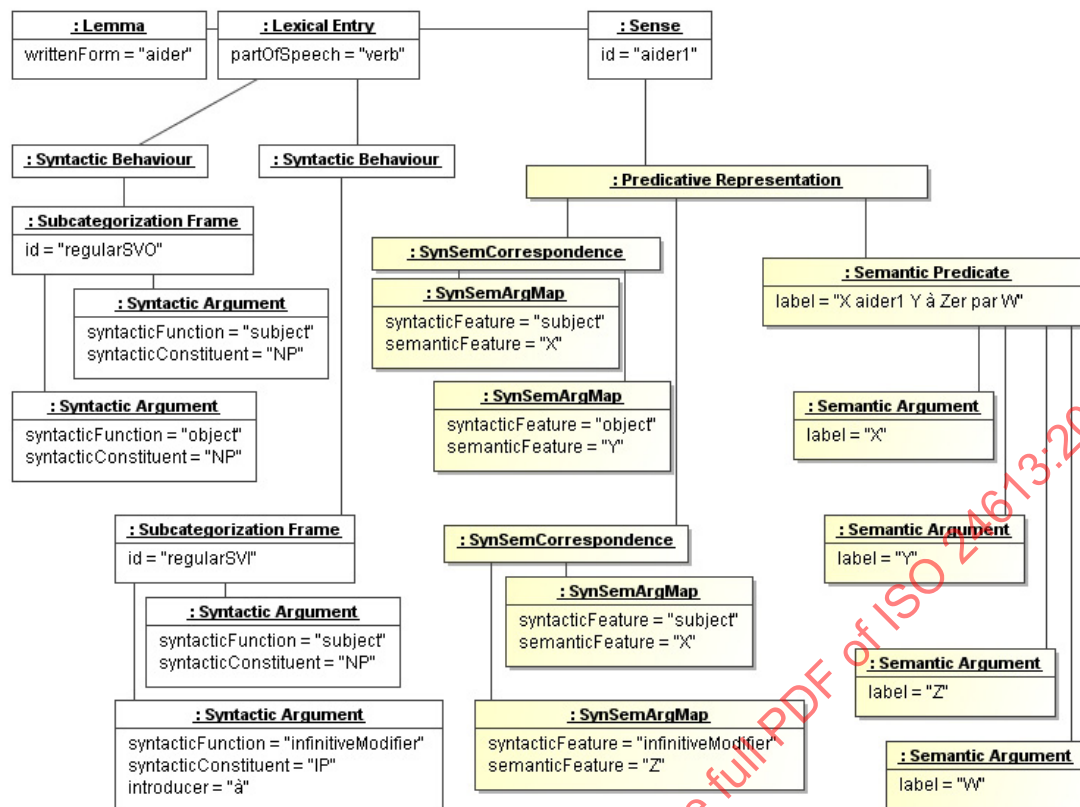 : Lemma
writtenForm = "aider"
: Lexical Entry
partOfSpeech = "verb"
: Sense
id = "aider1"
: Syntactic Behaviour
: Syntactic Behaviour
: Predicative Representation
: Subcategorization Frame
id = "regularSVO"
: SynSemCorrespondence
: Semantic Predicate
label = "X aider1 Y à Zer par W"
: Syntactic Argument
syntacticFunction = "subject"
syntacticConstituent = "NP"
: SynSemArgMap
syntacticFeature = "subject"
semanticFeature = "X"
: Syntactic Argument
syntacticFunction = "object"
syntacticConstituent = "NP"
: SynSemArgMap
syntacticFeature = "object"
semanticFeature = "Y"
: Semantic Argument
label = "X"
: Subcategorization Frame
id = "regularSVI"
: SynSemCorrespondence
: Semantic Argument
label = "Y"
: Syntactic Argument
syntacticFunction = "subject"
syntacticConstituent = "NP"
: SynSemArgMap
syntacticFeature = "subject"
semanticFeature = "X"
: Semantic Argument
label = "Z"
: Syntactic Argument
syntacticFunction = "infinitiveModifier"
syntacticConstituent = "IP"
introducer = "à"
: SynSemArgMap
syntacticFeature = "infinitiveModifier"
semanticFeature = "Z"
: Semantic Argument
label = "W"
full PDF of ISO 24613:20